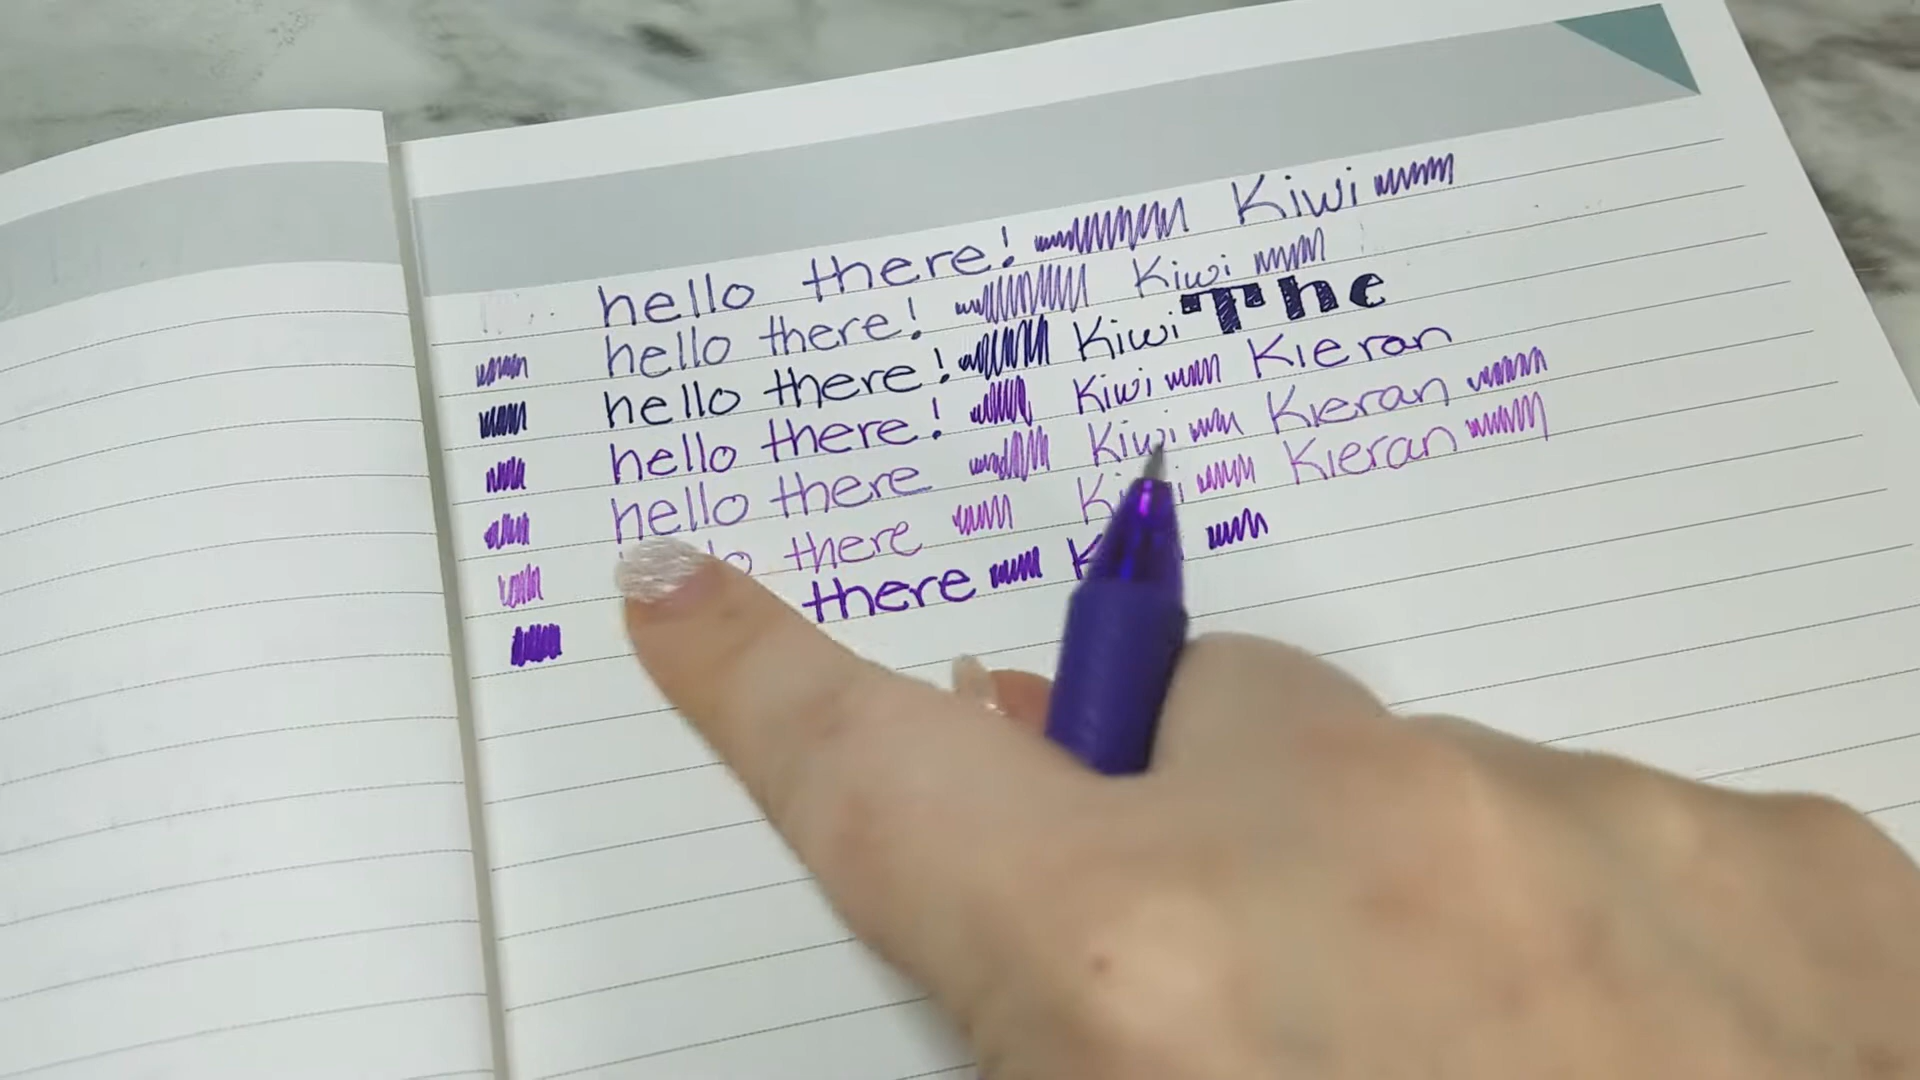 hello there! Kiwi
hello there! Kiwi
hello there! Kiwi The
hello there! Kiwi Kieran
hello there Kiwi Kieran
there Kieran
there